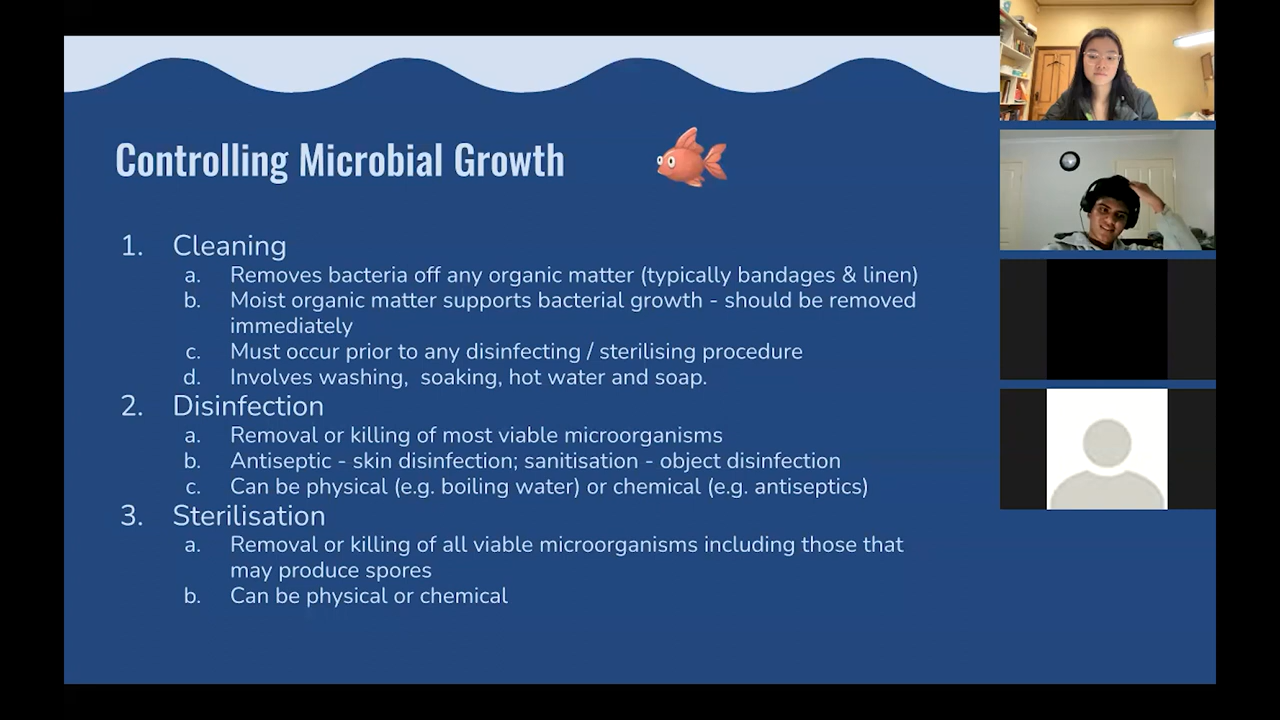 Controlling Microbial Growth
1. Cleaning
a. Removes bacteria off any organic matter (typically bandages & linen)
b. Moist organic matter supports bacterial growth - should be removed
immediately
c. Must occur prior to any disinfecting / sterilising procedure
d. Involves washing,  soaking, hot water and soap.
2. Disinfection
a. Removal or killing of most viable microorganisms
b. Antiseptic - skin disinfection; sanitisation - object disinfection
c. Can be physical (e.g. boiling water) or chemical (e.g. antiseptics)
3. Sterilisation
a. Removal or killing of all viable microorganisms including those that
may produce spores
b. Can be physical or chemical